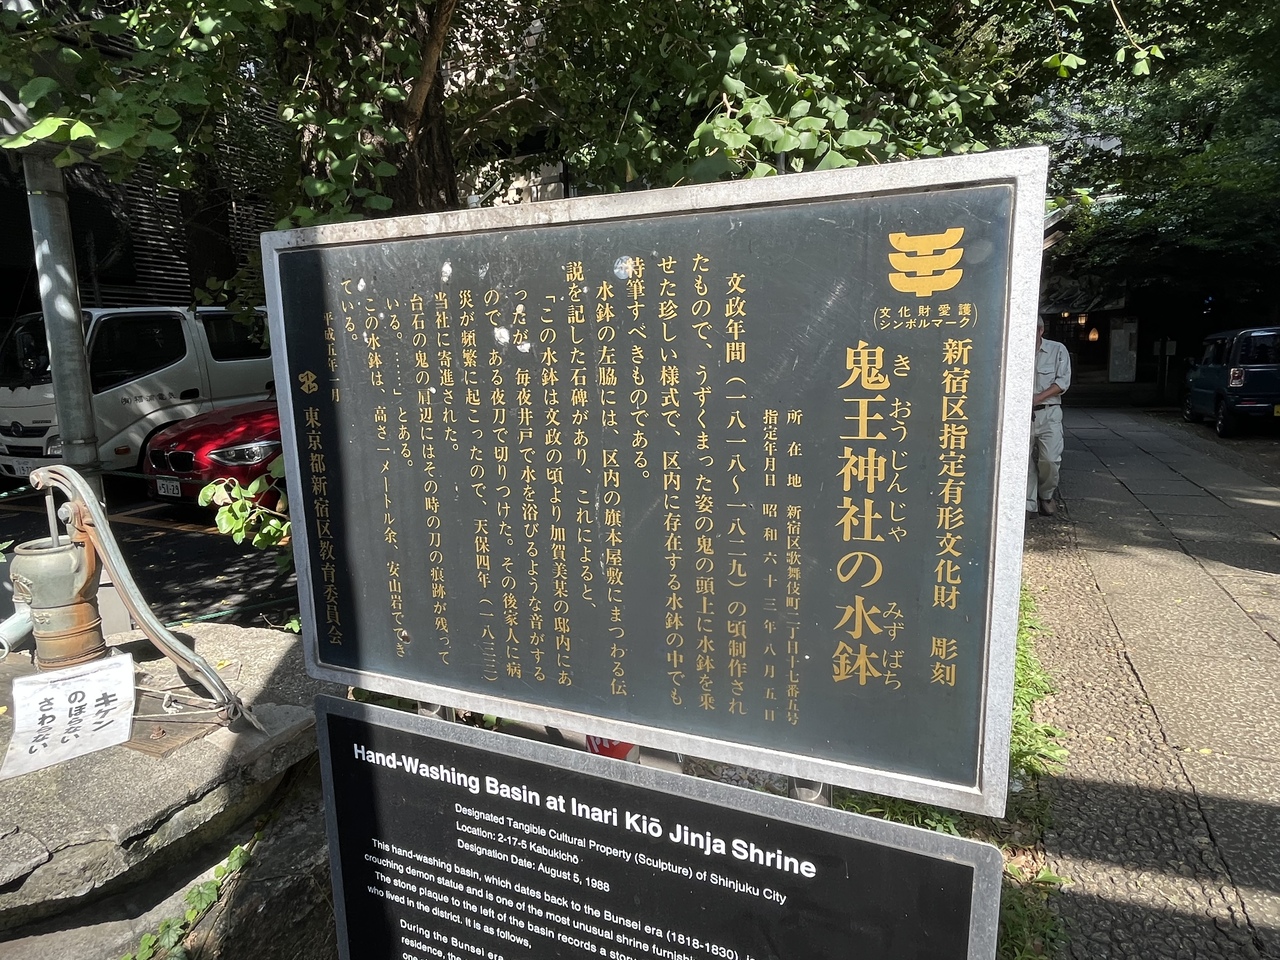 (文化財愛護
シンボルマーク)
新宿区指定有形文化財 彫刻
き おうじんじゃ みずばち
鬼王神社の水鉢
所在地 新宿区歌舞伎町二丁目十七番五号
指定年月日 昭和六十三年八月五日
文政年間(一八一八~一八二九)の頃制作され
たもので、うずくまった姿の鬼の頭上に水鉢を乗
せた珍しい様式で、区内に存在する水鉢の中でも
特筆すべきものである。
水鉢の左脇には、区内の旗本屋敷にまつわる伝
説を記した石碑があり、これによると、
「この水鉢は文政の頃より加賀美某の邸内にあ
ったが、毎夜井戸で水を浴びるような音がする
ので、ある夜刀で切りつけた。その後家人に病
災が頻繁に起こったので、天保四年(一八三三)
当社に寄進された。
台石の鬼の肩辺にはその時の刀の痕跡が残って
いる。……」とある。
この水鉢は、高さ一メートル余、安山岩ででき
ている。
平成五年一月
東京都新宿区教育委員会
Hand-Washing Basin at Inari Kiō Jinja Shrine
Designated Tangible Cultural Property (Sculpture) of Shinjuku City
Location: 2-17-5 Kabukichō
Designation Date: August 5, 1988
This hand-washing basin, which dates back to the Bunsei era (1818-1830),
crouching demon statue and is one of the most unusual shrine
The stone plaque to the left of the basin records a story
who lived in the district. It is as follows,
During the Bunsei era
residence, the
キケン
のぼらない
さわらない